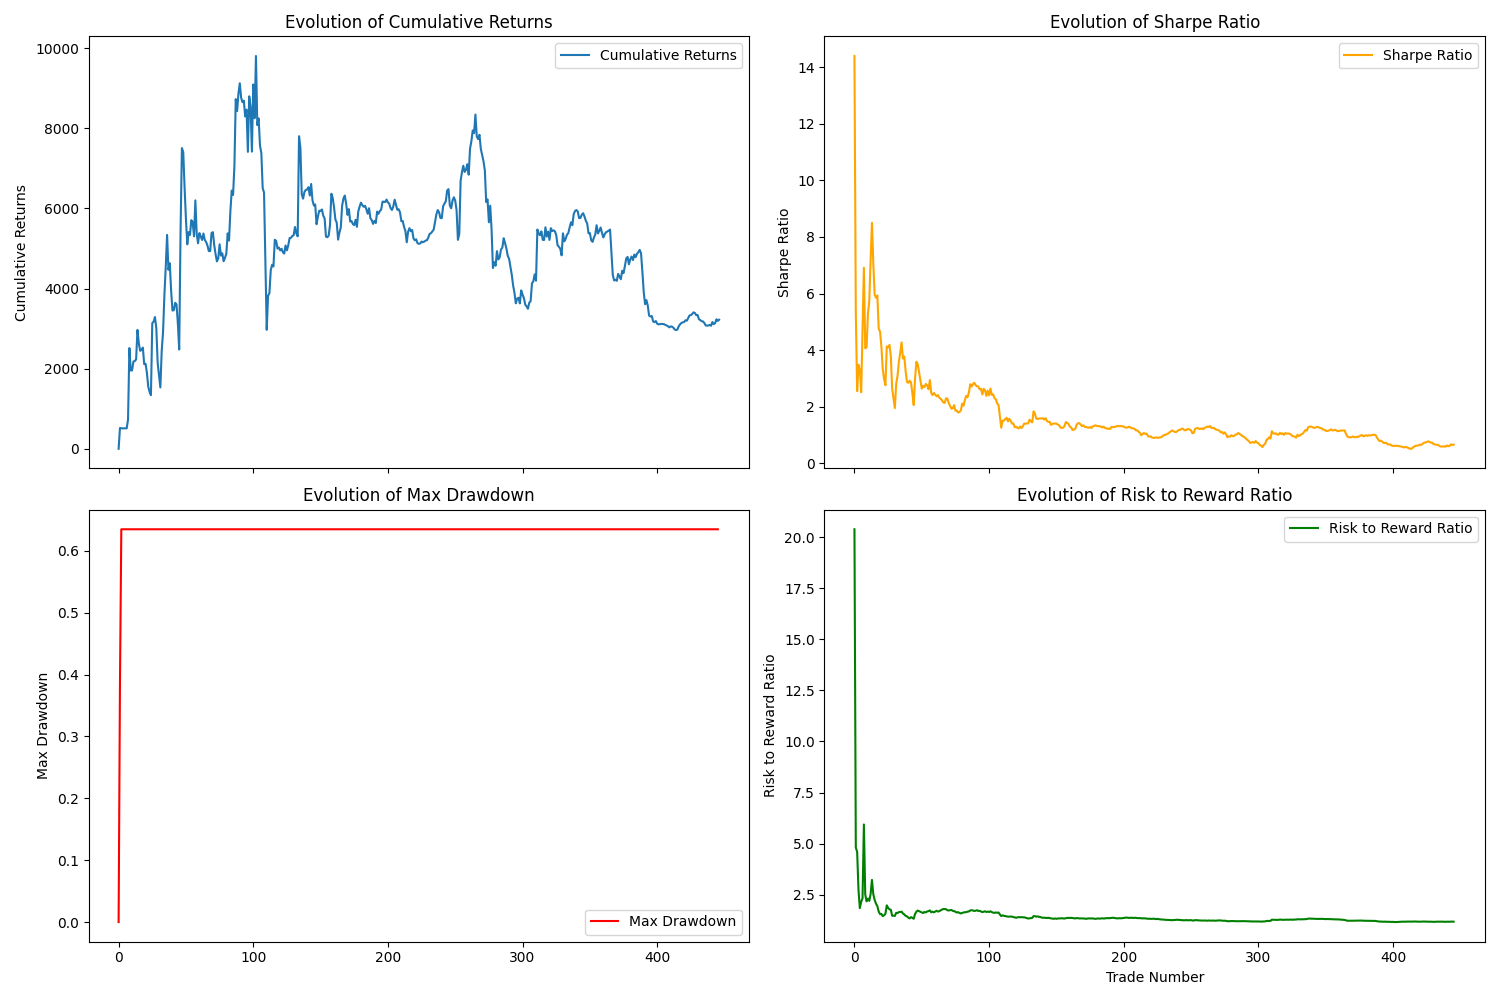 Evolution of Cumulative Returns
Cumulative Returns
10000
8000
6000
4000
2000
0
Cumulative Returns
Evolution of Sharpe Ratio
Sharpe Ratio
14
12
10
8
6
4
2
0
Sharpe Ratio
Evolution of Max Drawdown
0.6
0.5
0.4
0.3
0.2
0.1
0.0
Max Drawdown
Max Drawdown
0 100 200 300 400
Evolution of Risk to Reward Ratio
Risk to Reward Ratio
20.0
17.5
15.0
12.5
10.0
7.5
5.0
2.5
Risk to Reward Ratio
0 100 200 300 400
Trade Number